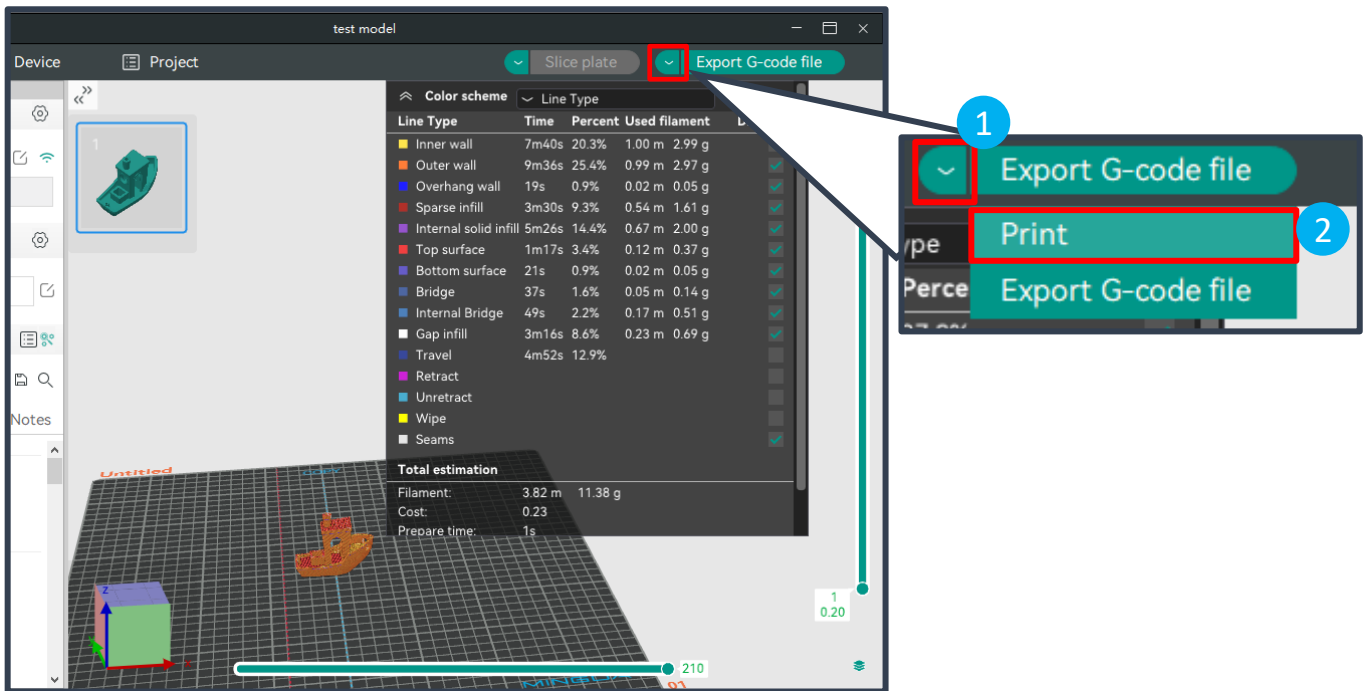 test model
Device
Project
Slice plate
Export G-code file
Color scheme
Line Type
Line Type Time Percent Used filament D
Inner wall 7m40s 20.3% 1.00 m 2.99 g
Outer wall 9m36s 25.4% 0.99 m 2.97 g
Overhang wall 19s 0.9% 0.02 m 0.05 g
Sparse infill 3m30s 9.3% 0.54 m 1.61 g
Internal solid infill 5m26s 14.4% 0.67 m 2.00 g
Top surface 1m17s 3.4% 0.12 m 0.37 g
Bottom surface 21s 0.9% 0.02 m 0.05 g
Bridge 37s 1.6% 0.05 m 0.14 g
Internal Bridge 49s 2.2% 0.17 m 0.51 g
Gap infill 3m16s 8.6% 0.23 m 0.69 g
Travel 4m52s 12.9%
Retract
Unretract
Wipe
Seams
Total estimation
Filament: 3.82 m 11.38 g
Cost: 0.23
Prepare time: 1s
1
Notes
Untitled
z
x
1
0.20
210
01
1
Export G-code file
Print
2
ype
Perce
Export G-code file